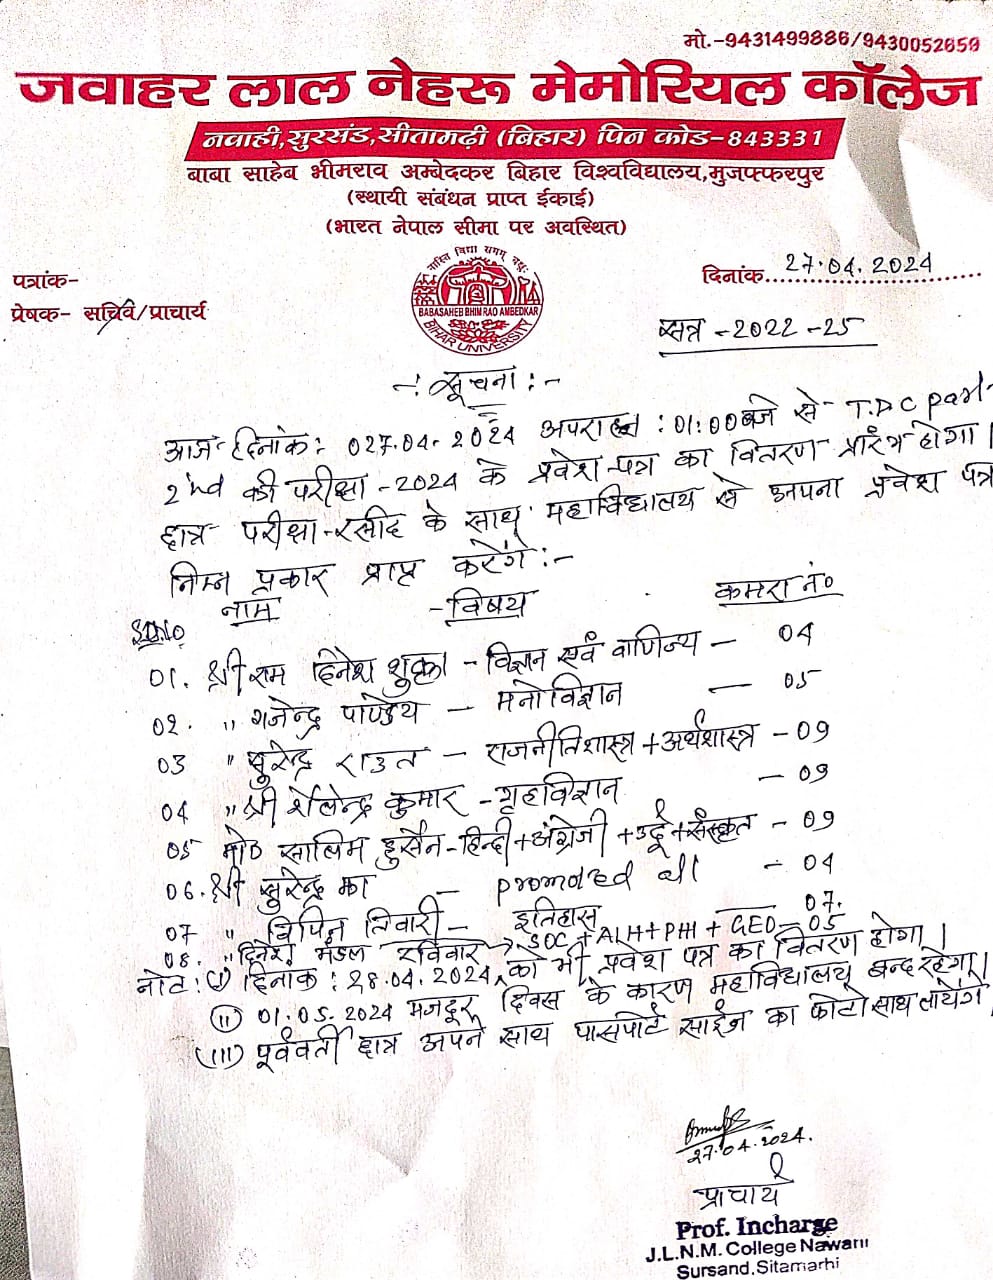 मो.-9431499886/9430052659
जवाहर लाल नेहरू मेमोरियल कॉलेज
नवाही,सुरसंड,सीतामढ़ी (बिहार) पिन कोड-843331
बाबा साहेब भीमराव अम्बेदकर बिहार विश्वविद्यालय,मुजफ्फरपुर
(स्थायी संबंधन प्राप्त ईकाई)
(भारत नेपाल सीमा पर अवस्थित)
पत्रांक-
दिनांक..27.04.2024
प्रेषक- सचिव/प्राचार्य
BABASAHEB BHIM RAO AMBEDKAR
BIHAR UNIVERSITY
सत्र -2022-25
-: सूचना :-
आज दिनांक: 027.04.2024 अपराह्न :01:00 बजे से T.D.C part-
2nd की परीक्षा-2024 के प्रवेश-पत्र का वितरण प्रारंभ होगा।
छात्र परीक्षा-रसीद के साथ महाविद्यालय से अपना प्रवेश पत्र
निम्न प्रकार प्राप्त करेंगे:-
नाम -विषय कमरा नं०
01. श्री राम दिनेश शुक्ला - विज्ञान एवं वाणिज्य - 04
02. " गजेन्द्र पाण्डेय - मनोविज्ञान - 05
03 " सुरेन्द्र राउत - राजनीतिशास्त्र + अर्थशास्त्र - 09
04 " श्री शैलेन्द्र कुमार - गृहविज्ञान - 09
05 मो० सालिम हुसैन-हिन्दी+अंग्रेजी +उर्दू+संस्कृत - 09
06. श्री सुरेन्द्र झा - promoted all - 04
07 " विपिन तिवारी - इतिहास 07.
08. " दिनेश मंडल - SOC + AIH + PHI + GEO - 05
नोट: (i) दिनांक : 28.04.2024 रविवार को भी प्रवेश पत्र का वितरण होगा।
(ii) 01.05.2024 मजदूर दिवस के कारण महाविद्यालय बन्द रहेगा।
(III) पूर्ववर्ती छात्र अपने साथ पासपोर्ट साईज का फोटो साथ लायेंगे
27.04.2024.
प्राचार्य
Prof. Incharge
J.L.N.M. College Nawahi
Sursand, Sitamarhi